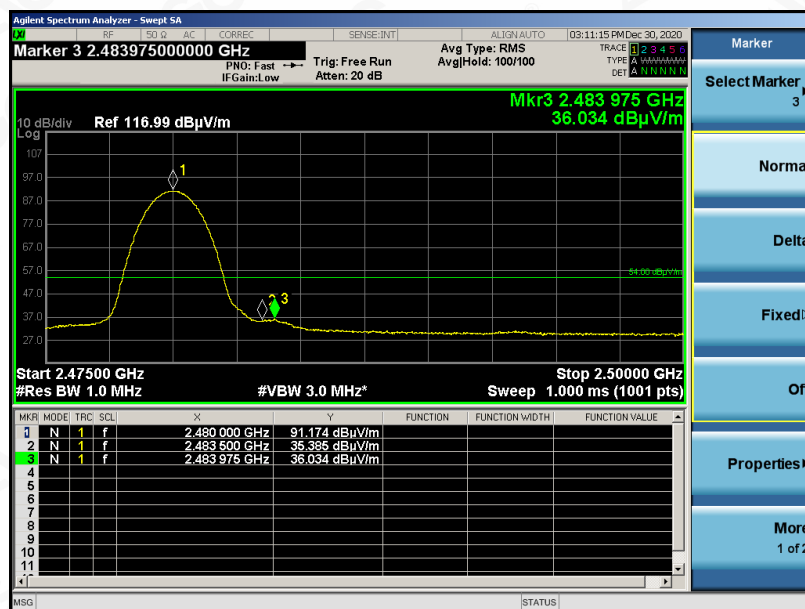 Agilent Spectrum Analyzer - Swept SA
LXI RF 50 Ω AC CORREC SENSE:INT ALIGN AUTO 03:11:15 PM Dec 30, 2020
Marker 3 2.483975000000 GHz
PNO: Fast
IFGain:Low
Trig: Free Run
Atten: 20 dB
Avg Type: RMS
Avg|Hold: 100/100
TRACE 1 2 3 4 5 6
TYPE A WWWWW
DET A N N N N N
Mkr3 2.483 975 GHz
36.034 dBµV/m
10 dB/div Ref 116.99 dBµV/m
Log
107
97.0
87.0
77.0
67.0
57.0
47.0
37.0
27.0
1
2 3
54.00 dBµV/m
Start 2.47500 GHz Stop 2.50000 GHz
#Res BW 1.0 MHz #VBW 3.0 MHz* Sweep 1.000 ms (1001 pts)
MKR MODE TRC SCL X Y FUNCTION FUNCTION WIDTH FUNCTION VALUE
1 N 1 f 2.480 000 GHz 91.174 dBµV/m
2 N 1 f 2.483 500 GHz 35.385 dBµV/m
3 N 1 f 2.483 975 GHz 36.034 dBµV/m
4
5
6
7
8
9
10
11
MSG STATUS
Marker
Select Marker
3
Norma
Delta
Fixed
Of
Properties
More
1 of 2